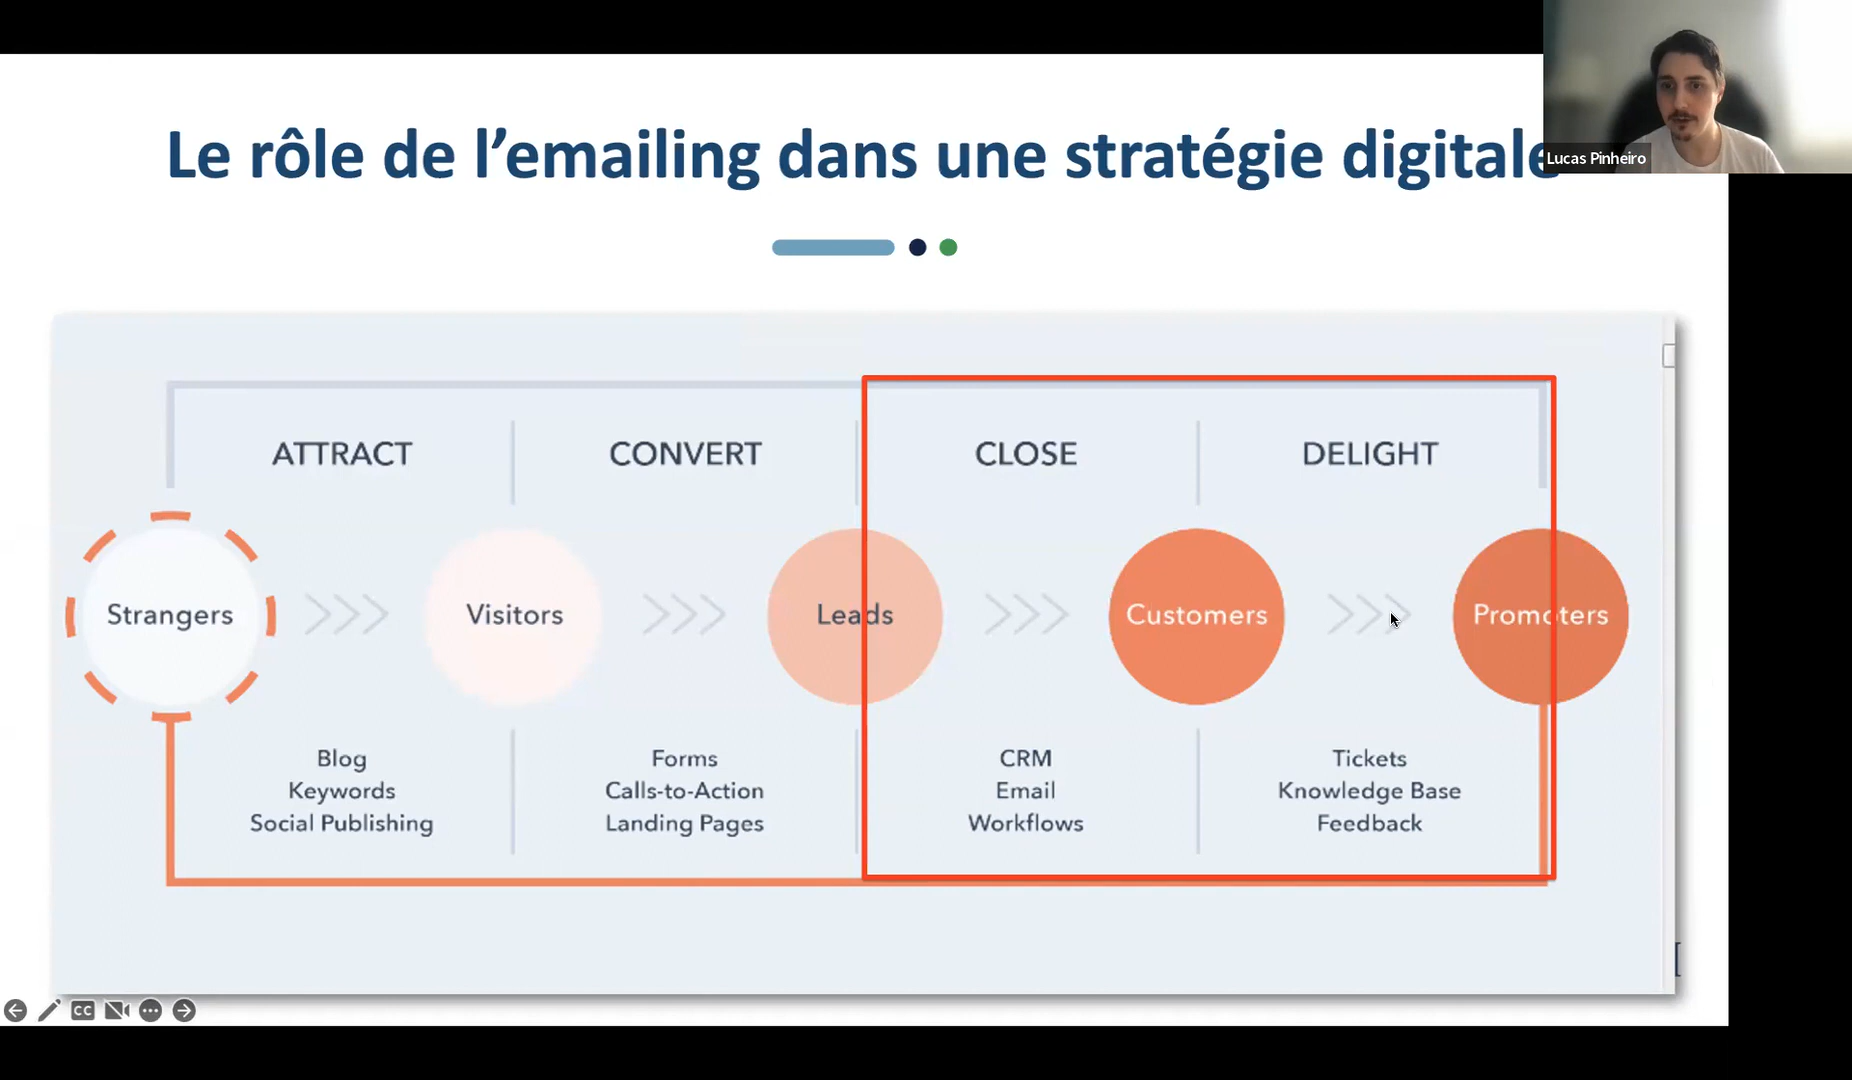 Le rôle de l’emailing dans une stratégie digitale
Lucas Pinheiro
ATTRACT
CONVERT
CLOSE
DELIGHT
Strangers
Visitors
Leads
Customers
Promoters
Blog
Keywords
Social Publishing
Forms
Calls-to-Action
Landing Pages
CRM
Email
Workflows
Tickets
Knowledge Base
Feedback
CC